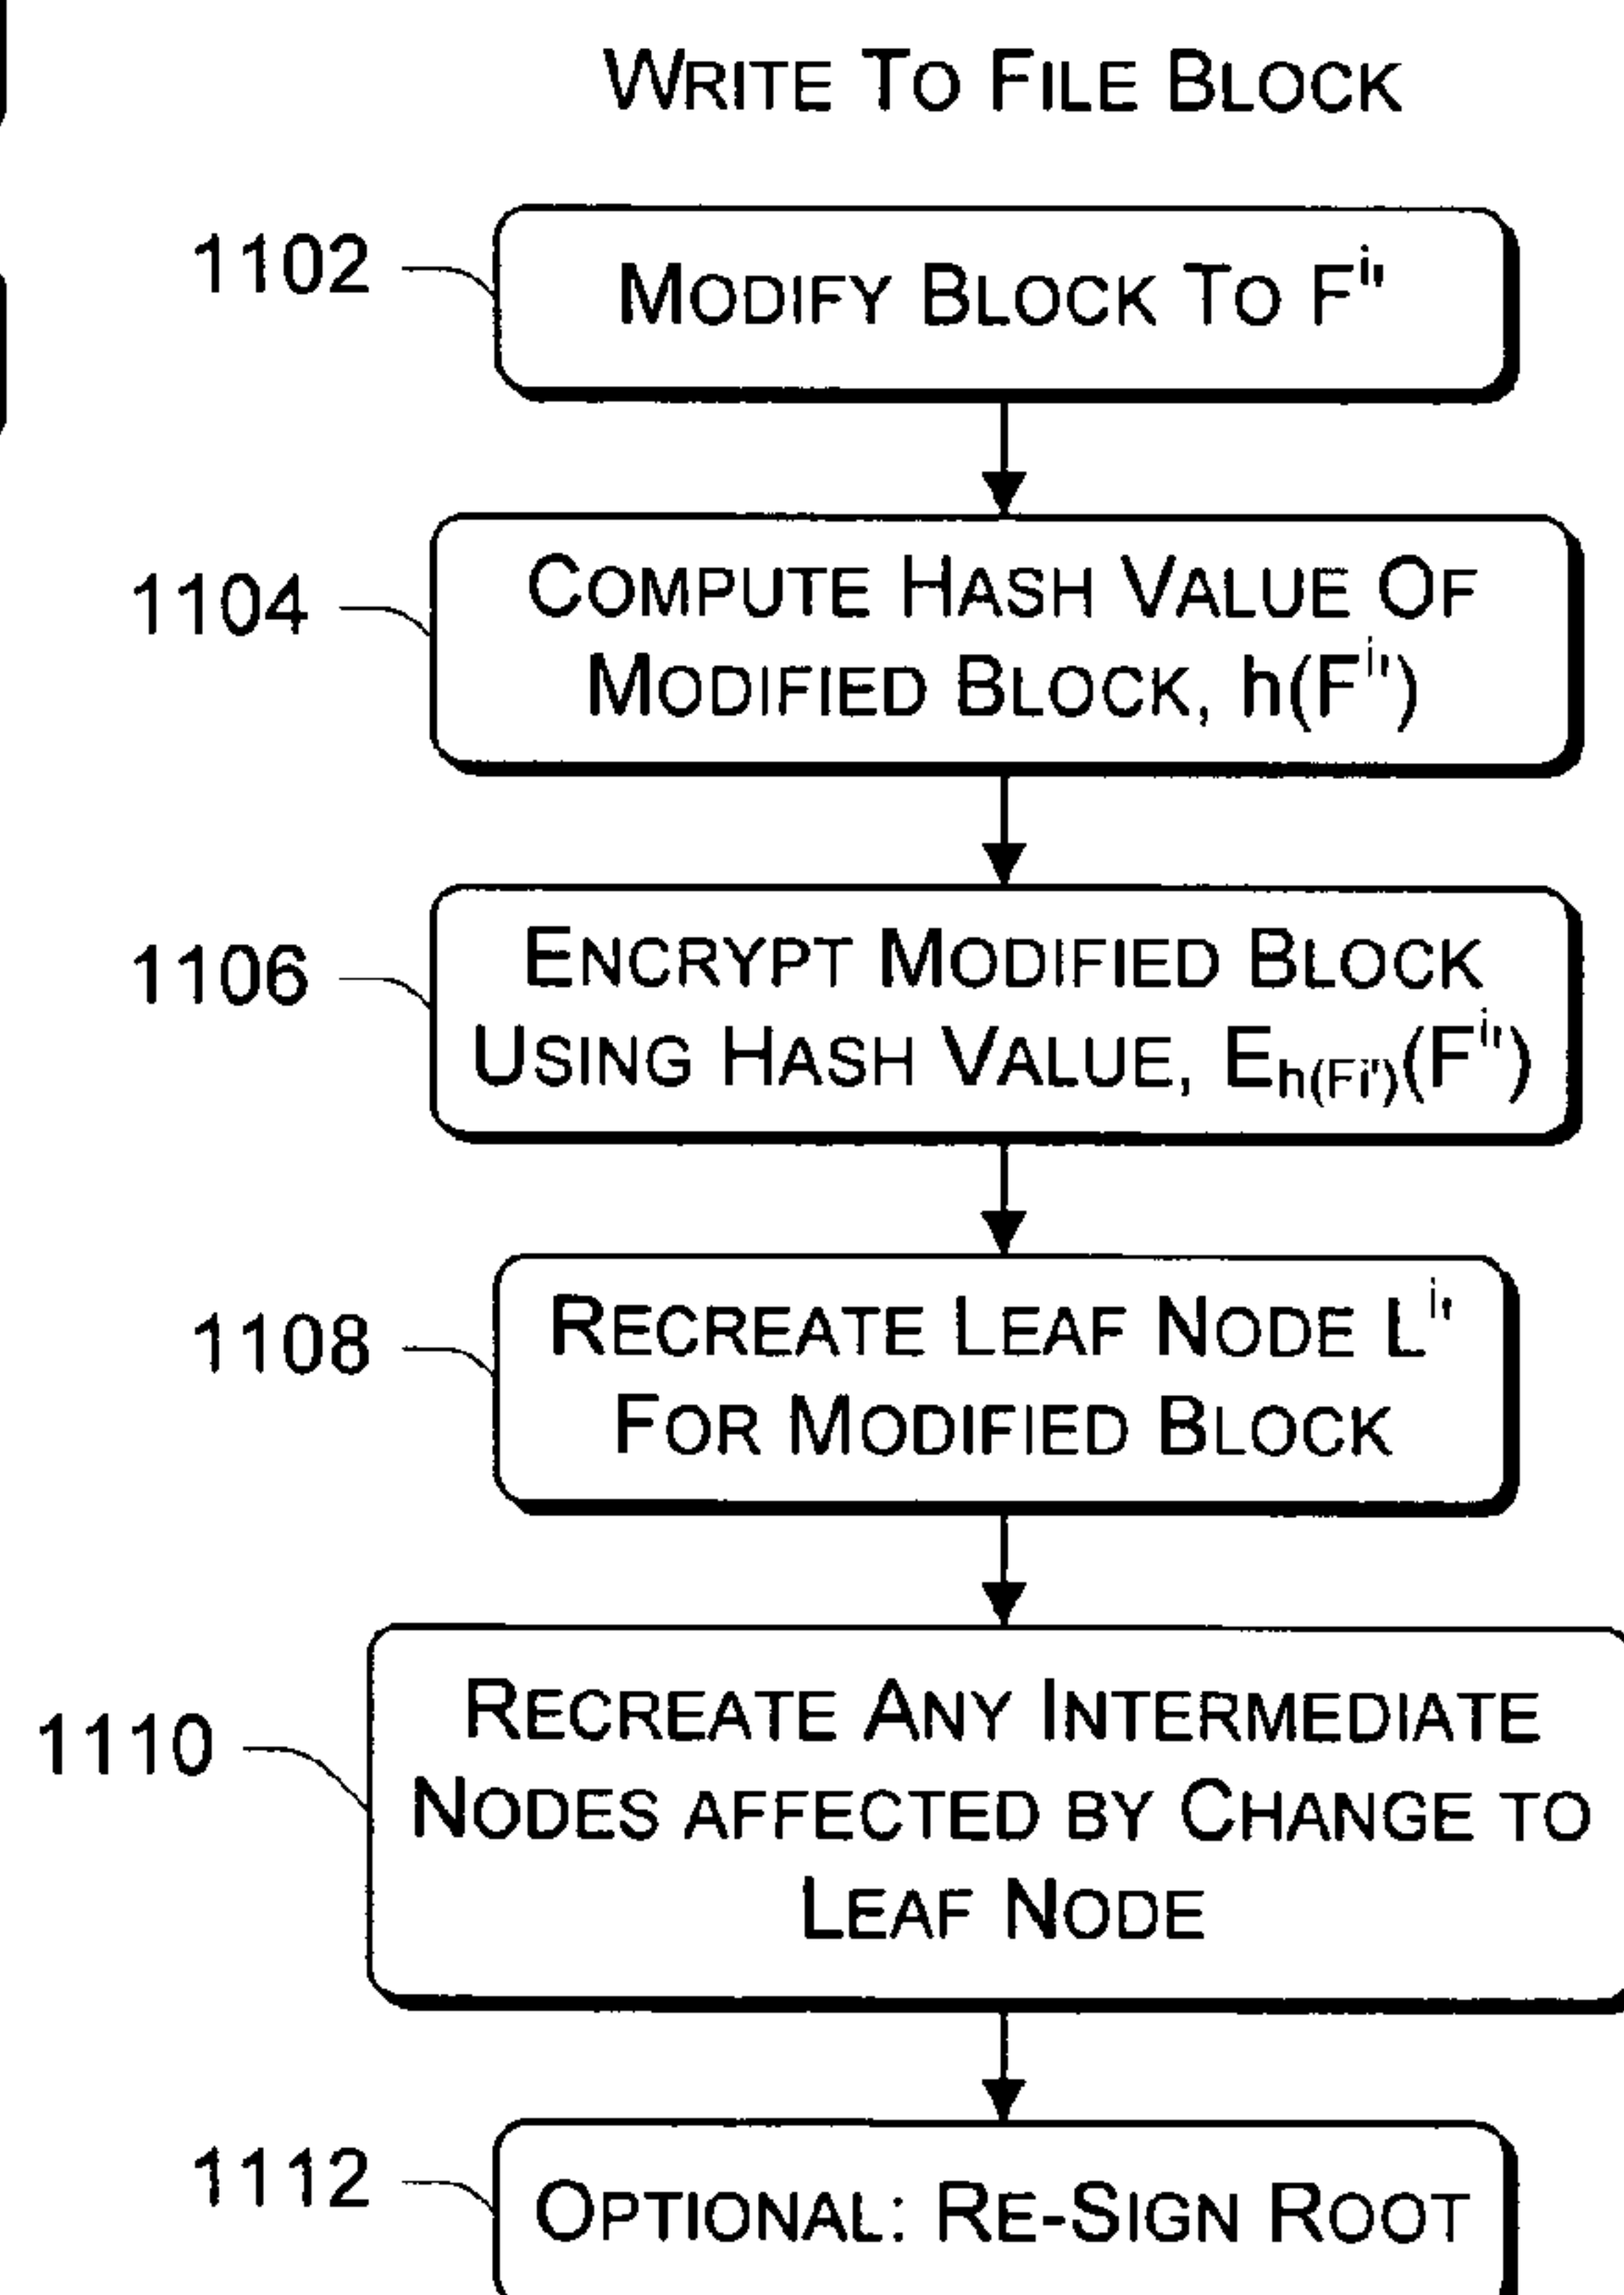 WRITE TO FILE BLOCK
1102
MODIFY BLOCK TO Fⁱ'
1104
COMPUTE HASH VALUE OF
MODIFIED BLOCK, h(Fⁱ')
1106
ENCRYPT MODIFIED BLOCK
USING HASH VALUE, E_h(Fi')(Fⁱ')
1108
RECREATE LEAF NODE Lⁱ'
FOR MODIFIED BLOCK
1110
RECREATE ANY INTERMEDIATE
NODES AFFECTED BY CHANGE TO
LEAF NODE
1112
OPTIONAL: RE-SIGN ROOT